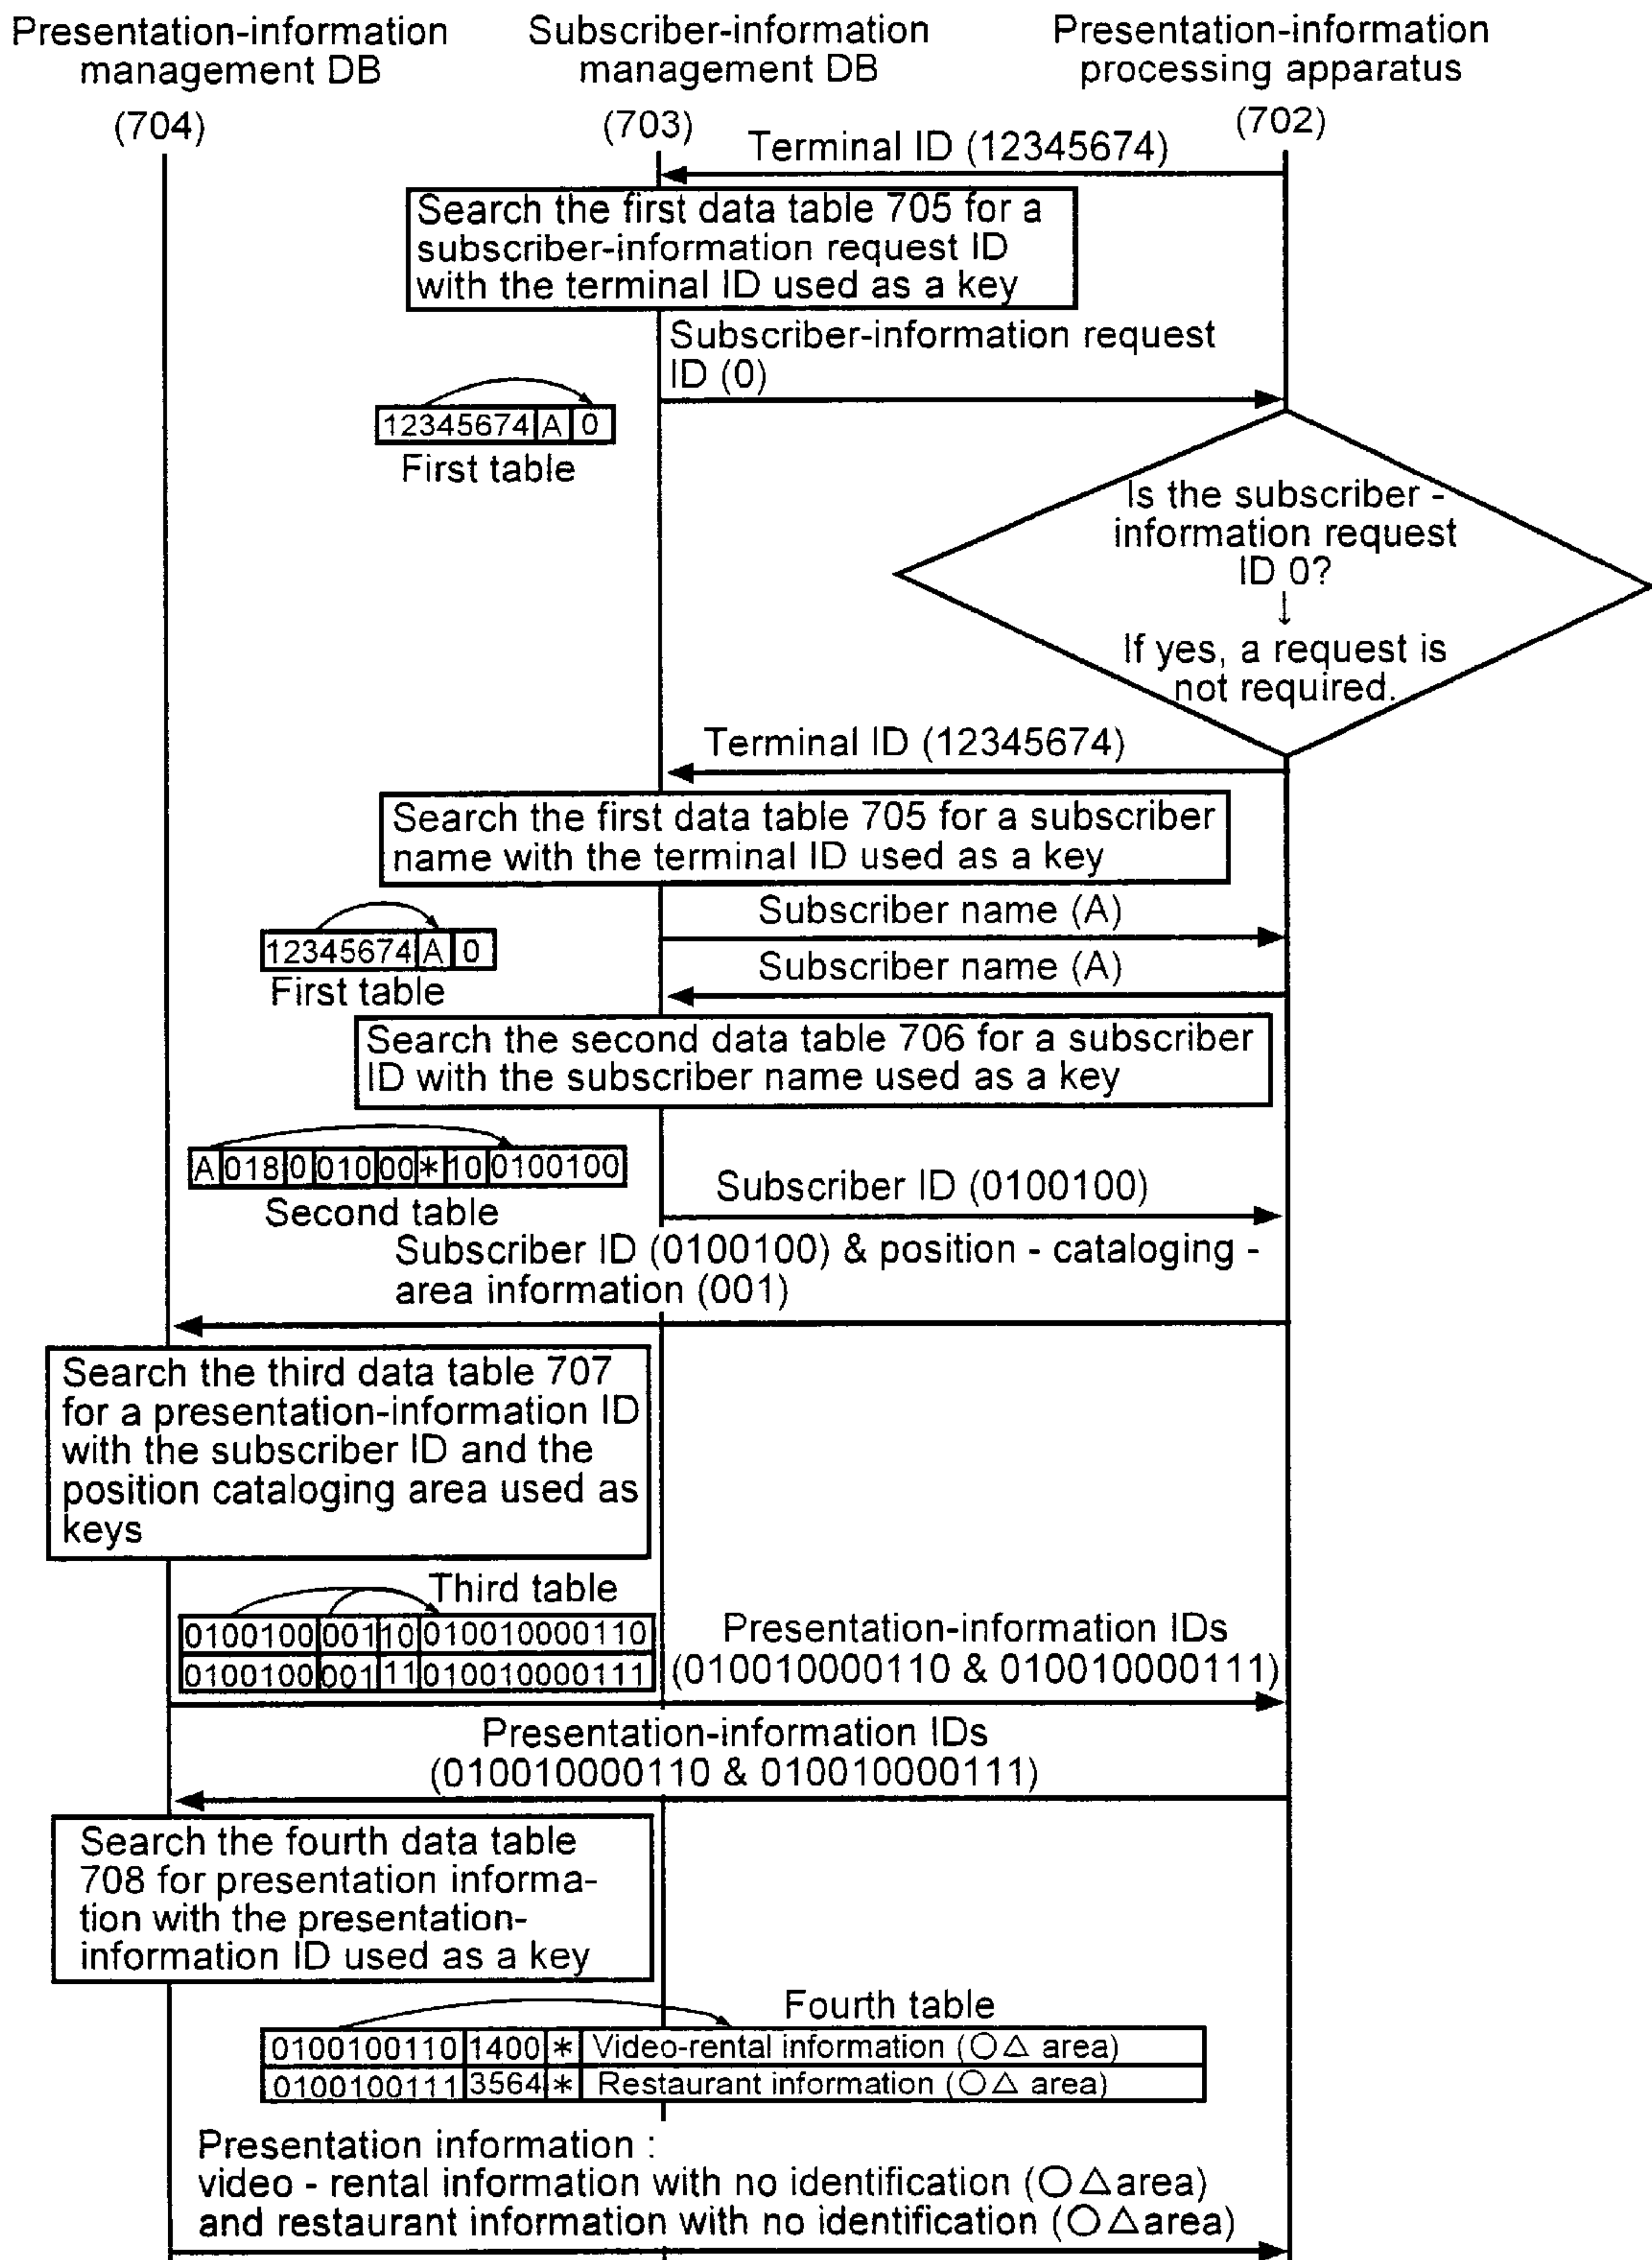 Presentation-information
management DB
(704)
Subscriber-information
management DB
(703)
Presentation-information
processing apparatus
(702)
Terminal ID (12345674)
Search the first data table 705 for a
subscriber-information request ID
with the terminal ID used as a key
Subscriber-information request
ID (0)
12345674 A 0
First table
Is the subscriber -
information request
ID 0?
↓
If yes, a request is
not required.
Terminal ID (12345674)
Search the first data table 705 for a subscriber
name with the terminal ID used as a key
Subscriber name (A)
12345674 A 0
First table
Subscriber name (A)
Search the second data table 706 for a subscriber
ID with the subscriber name used as a key
A 018 0 010 00 * 10 0100100
Second table
Subscriber ID (0100100)
Subscriber ID (0100100) & position - cataloging -
area information (001)
Search the third data table 707
for a presentation-information ID
with the subscriber ID and the
position cataloging area used as
keys
Third table
0100100 001 10 010010000110
0100100 001 11 010010000111
Presentation-information IDs
(010010000110 & 010010000111)
Presentation-information IDs
(010010000110 & 010010000111)
Search the fourth data table
708 for presentation informa-
tion with the presentation-
information ID used as a key
Fourth table
0100100110 1400 * Video-rental information (○△ area)
0100100111 3564 * Restaurant information (○△ area)
Presentation information :
video - rental information with no identification (○△area)
and restaurant information with no identification (○△area)